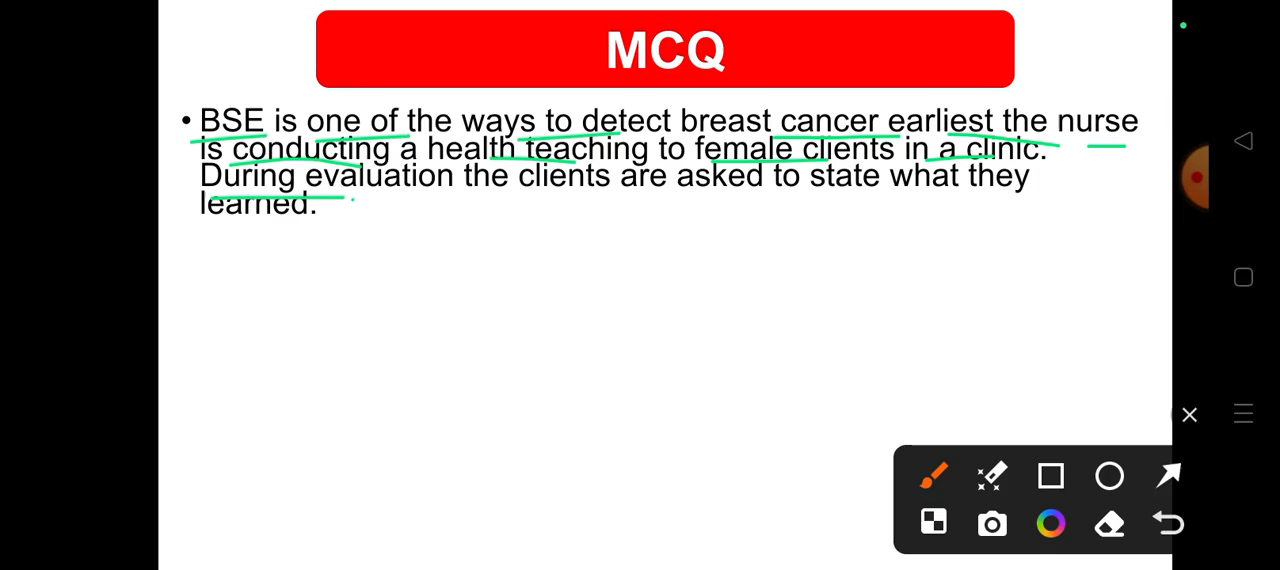 MCQ
• BSE is one of the ways to detect breast cancer earliest the nurse
is conducting a health teaching to female clients in a clinic.
During evaluation the clients are asked to state what they
learned.